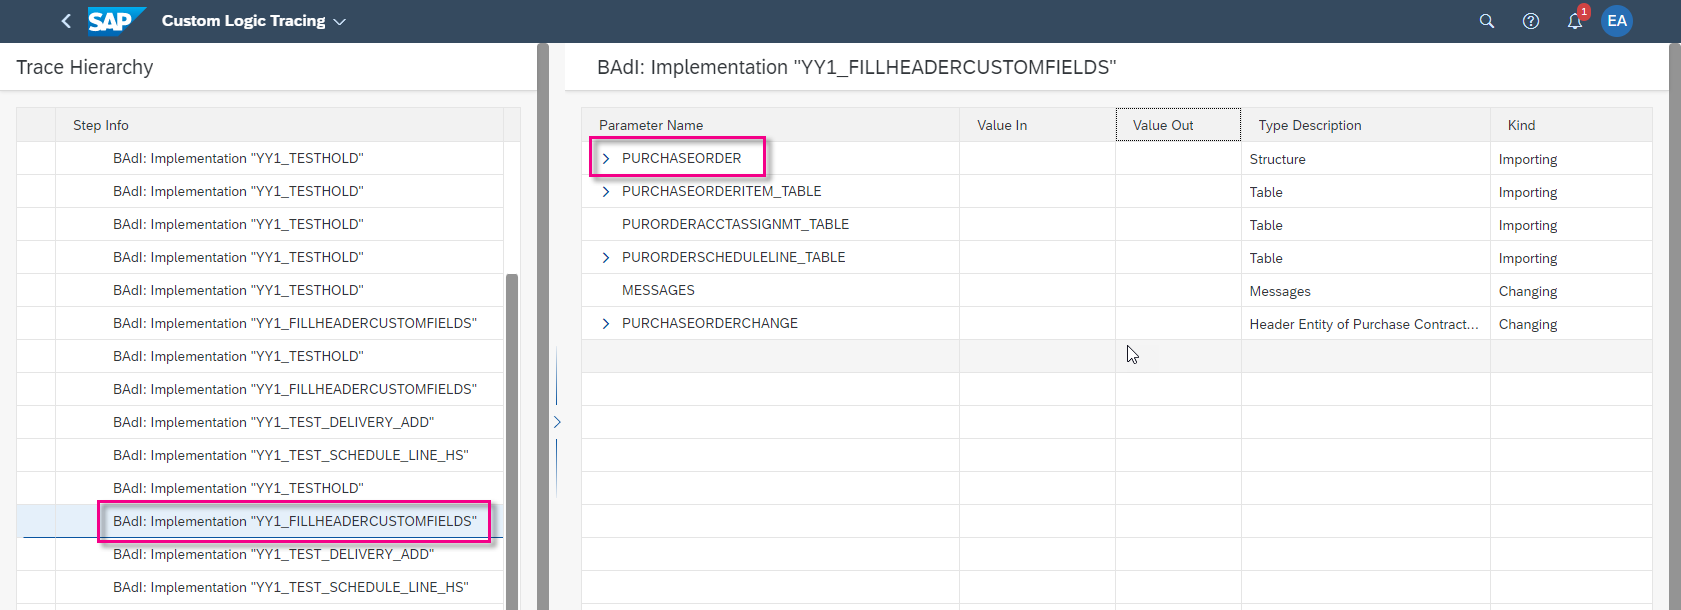 SAP Custom Logic Tracing
1
EA
Trace Hierarchy
Step Info
BAdI: Implementation "YY1_TESTHOLD"
BAdI: Implementation "YY1_TESTHOLD"
BAdI: Implementation "YY1_TESTHOLD"
BAdI: Implementation "YY1_TESTHOLD"
BAdI: Implementation "YY1_TESTHOLD"
BAdI: Implementation "YY1_FILLHEADERCUSTOMFIELDS"
BAdI: Implementation "YY1_TESTHOLD"
BAdI: Implementation "YY1_FILLHEADERCUSTOMFIELDS"
BAdI: Implementation "YY1_TEST_DELIVERY_ADD"
BAdI: Implementation "YY1_TEST_SCHEDULE_LINE_HS"
BAdI: Implementation "YY1_TESTHOLD"
BAdI: Implementation "YY1_FILLHEADERCUSTOMFIELDS"
BAdI: Implementation "YY1_TEST_DELIVERY_ADD"
BAdI: Implementation "YY1_TEST_SCHEDULE_LINE_HS"
BAdI: Implementation "YY1_FILLHEADERCUSTOMFIELDS"
Parameter Name Value In Value Out Type Description Kind
PURCHASEORDER Structure Importing
PURCHASEORDERITEM_TABLE Table Importing
PURORDERACCTASSIGNMT_TABLE Table Importing
PURORDERSCHEDULELINE_TABLE Table Importing
MESSAGES Messages Changing
PURCHASEORDERCHANGE Header Entity of Purchase Contract... Changing